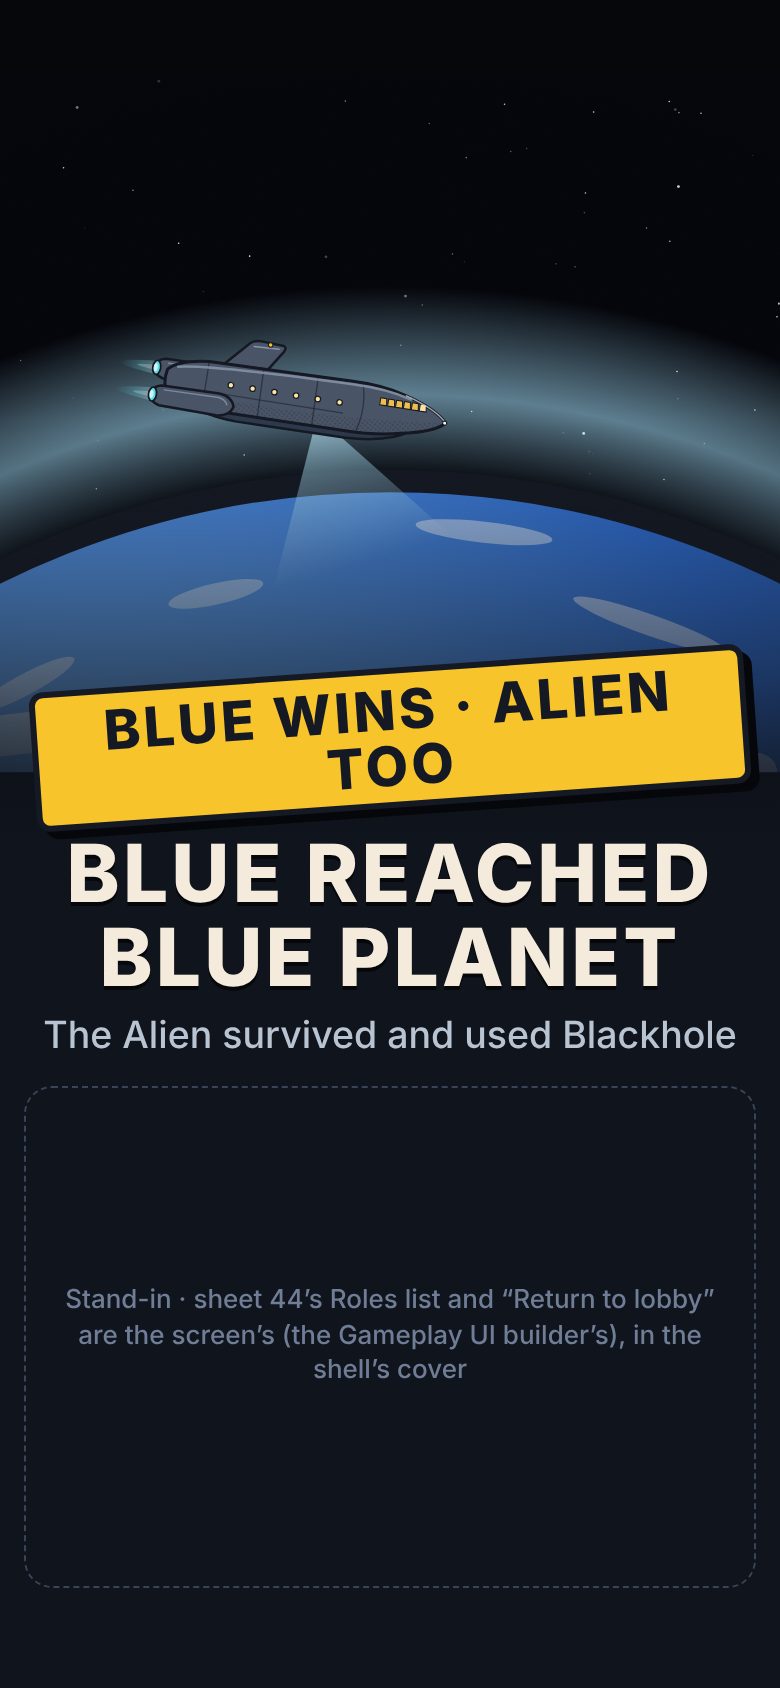 BLUE WINS · ALIEN
TOO
BLUE REACHED
BLUE PLANET
The Alien survived and used Blackhole
Stand-in · sheet 44’s Roles list and “Return to lobby”
are the screen’s (the Gameplay UI builder’s), in the
shell’s cover